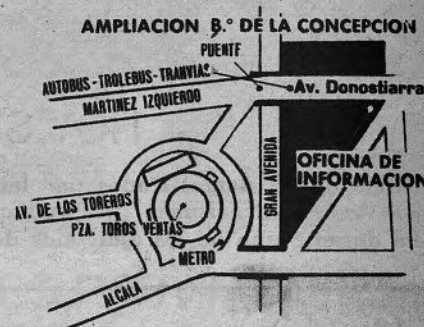 AMPLIACION B.º DE LA CONCEPCION
PUENTE
AUTOBUS-TROLEBUS-TRANVIAS
Av. Donostiarra
MARTINEZ IZQUIERDO
GRAN AVENIDA
OFICINA DE
INFORMACION
AV. DE LOS TOREROS
PZA. TOROS VENTAS
METRO
ALCALA